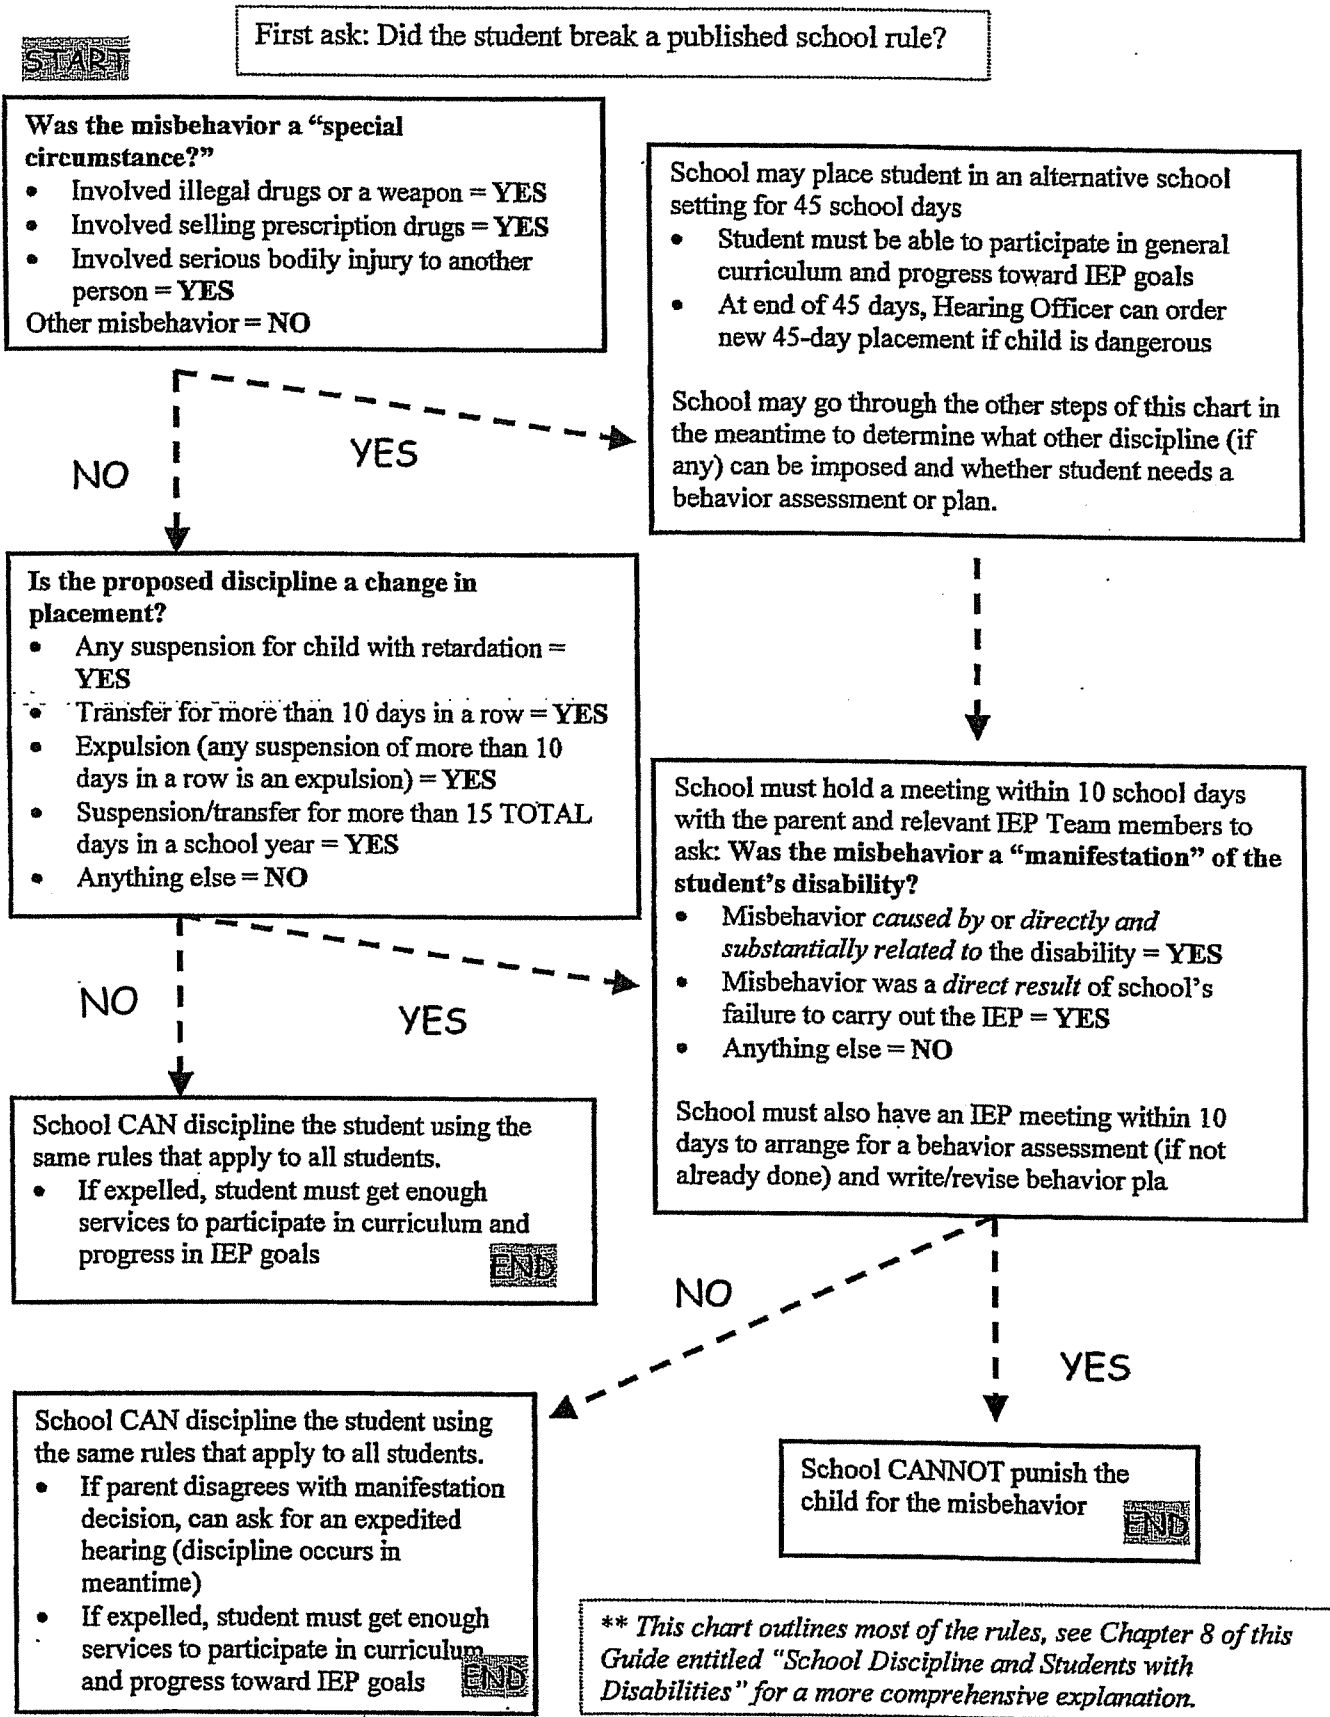 START
First ask: Did the student break a published school rule?
Was the misbehavior a “special
circumstance?”
• Involved illegal drugs or a weapon = YES
• Involved selling prescription drugs = YES
• Involved serious bodily injury to another
person = YES
Other misbehavior = NO
School may place student in an alternative school
setting for 45 school days
• Student must be able to participate in general
curriculum and progress toward IEP goals
• At end of 45 days, Hearing Officer can order
new 45-day placement if child is dangerous
School may go through the other steps of this chart in
the meantime to determine what other discipline (if
any) can be imposed and whether student needs a
behavior assessment or plan.
NO
YES
Is the proposed discipline a change in
placement?
• Any suspension for child with retardation =
YES
• Transfer for more than 10 days in a row = YES
• Expulsion (any suspension of more than 10
days in a row is an expulsion) = YES
• Suspension/transfer for more than 15 TOTAL
days in a school year = YES
• Anything else = NO
School must hold a meeting within 10 school days
with the parent and relevant IEP Team members to
ask: Was the misbehavior a “manifestation” of the
student’s disability?
• Misbehavior caused by or directly and
substantially related to the disability = YES
• Misbehavior was a direct result of school’s
failure to carry out the IEP = YES
• Anything else = NO
School must also have an IEP meeting within 10
days to arrange for a behavior assessment (if not
already done) and write/revise behavior pla
NO
YES
School CAN discipline the student using the
same rules that apply to all students.
• If expelled, student must get enough
services to participate in curriculum and
progress in IEP goals
END
NO
YES
School CAN discipline the student using
the same rules that apply to all students.
• If parent disagrees with manifestation
decision, can ask for an expedited
hearing (discipline occurs in
meantime)
• If expelled, student must get enough
services to participate in curriculum
and progress toward IEP goals
END
School CANNOT punish the
child for the misbehavior
END
** This chart outlines most of the rules, see Chapter 8 of this
Guide entitled "School Discipline and Students with
Disabilities" for a more comprehensive explanation.